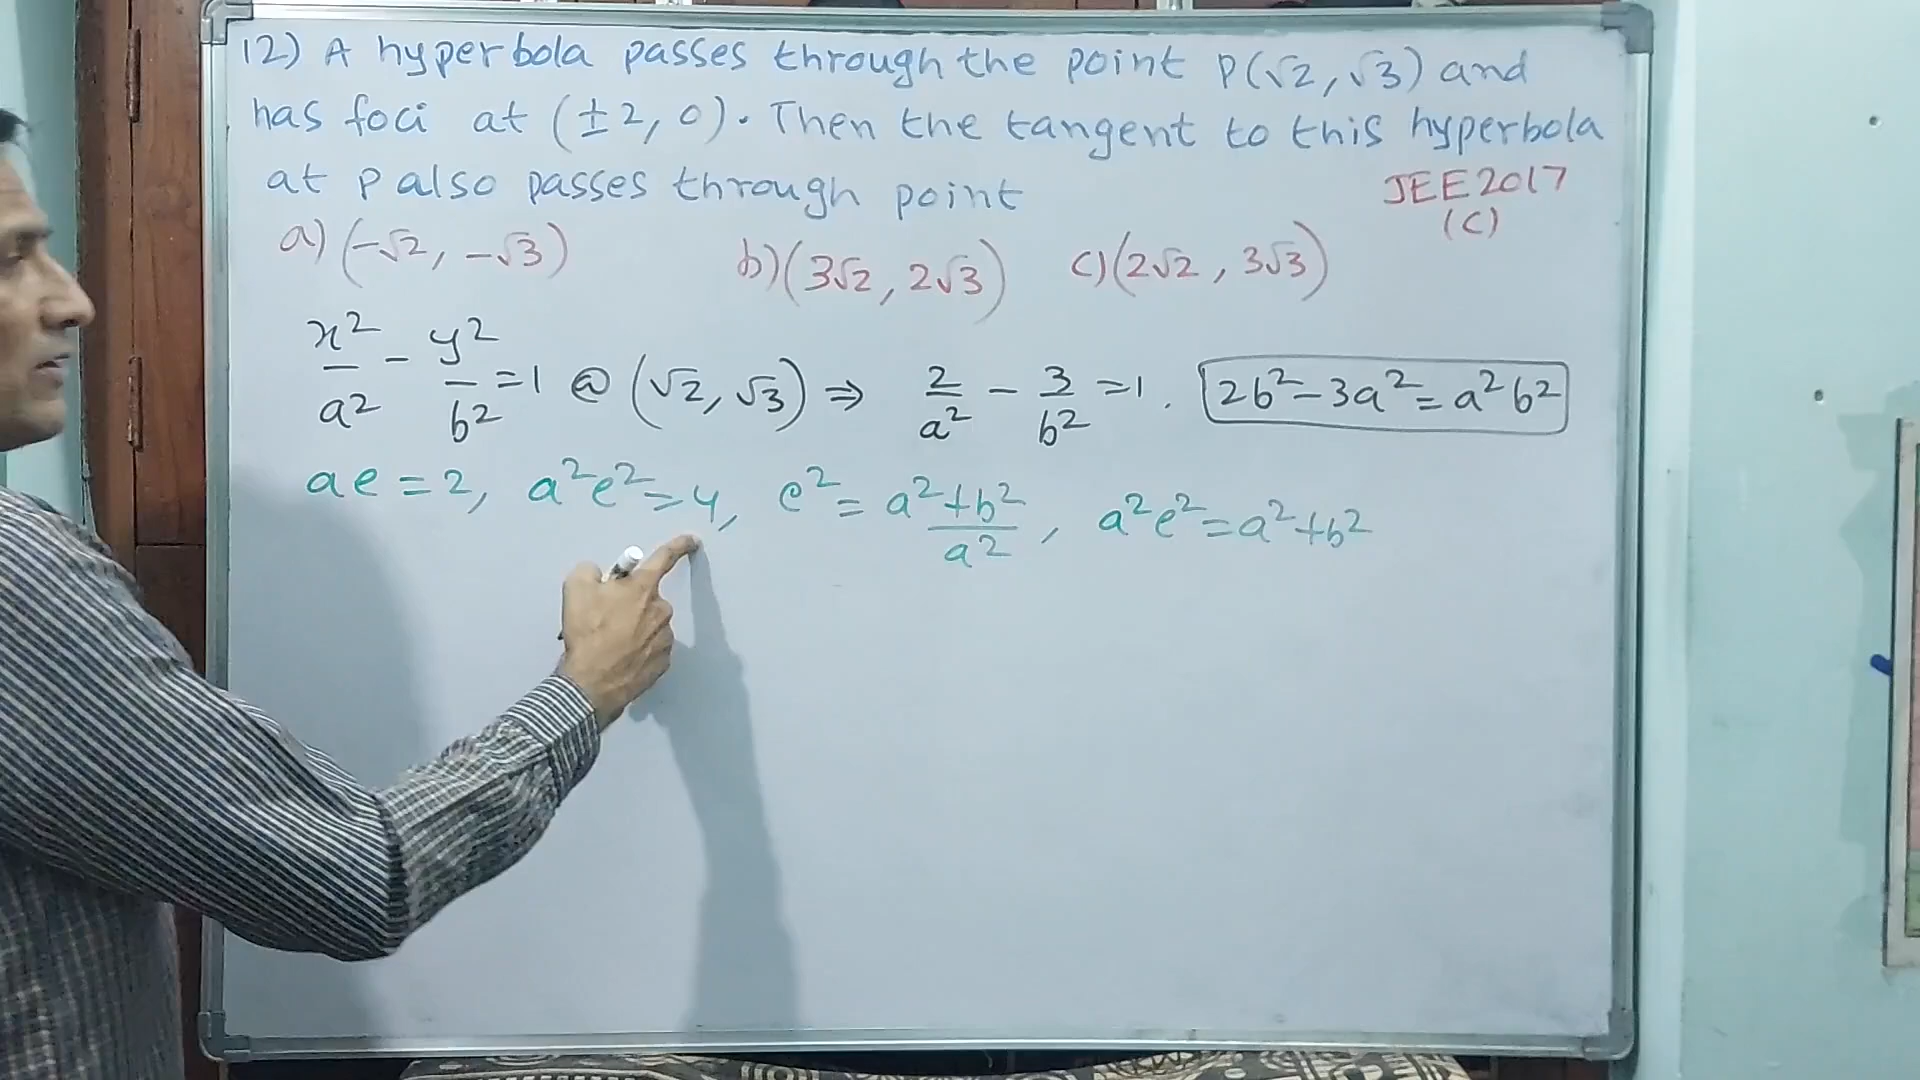 12) A hyperbola passes through the point P(√2, √3) and
has foci at (±2, 0). Then the tangent to this hyperbola
at P also passes through point
JEE2017
(C)
a) (-√2, -√3) b) (3√2, 2√3) c) (2√2, 3√3)
x²/a² - y²/b² = 1 @ (√2, √3) ⇒ 2/a² - 3/b² = 1. 2b² - 3a² = a²b²
ae = 2, a²e² = 4, e² = a²+b²/a², a²e² = a²+b²